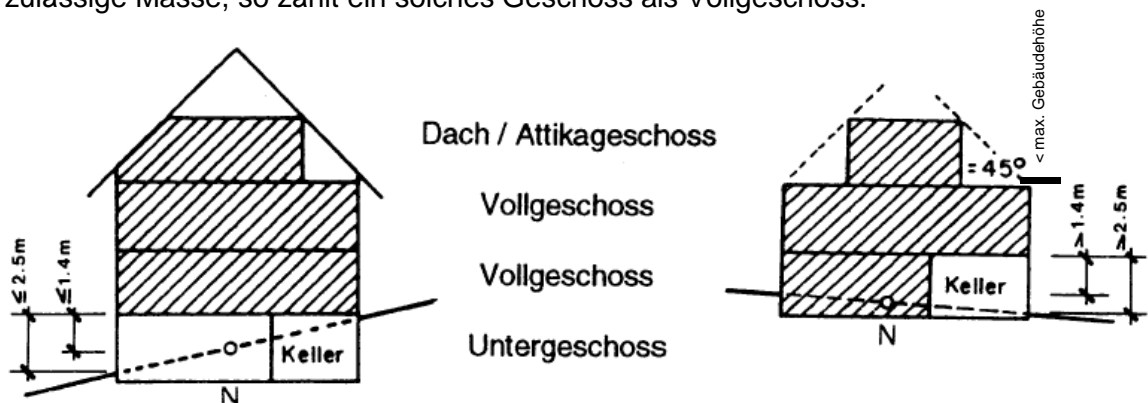 zulässige Masse, so zählt ein solches Geschoss als Vollgeschoss.
< max. Gebäudehöhe
Dach / Attikageschoss
= 45°
Vollgeschoss
≤ 2.5m
≤ 1.4m
> 1.4m
≥ 2.5m
Vollgeschoss
Keller
Untergeschoss
Keller
N
N